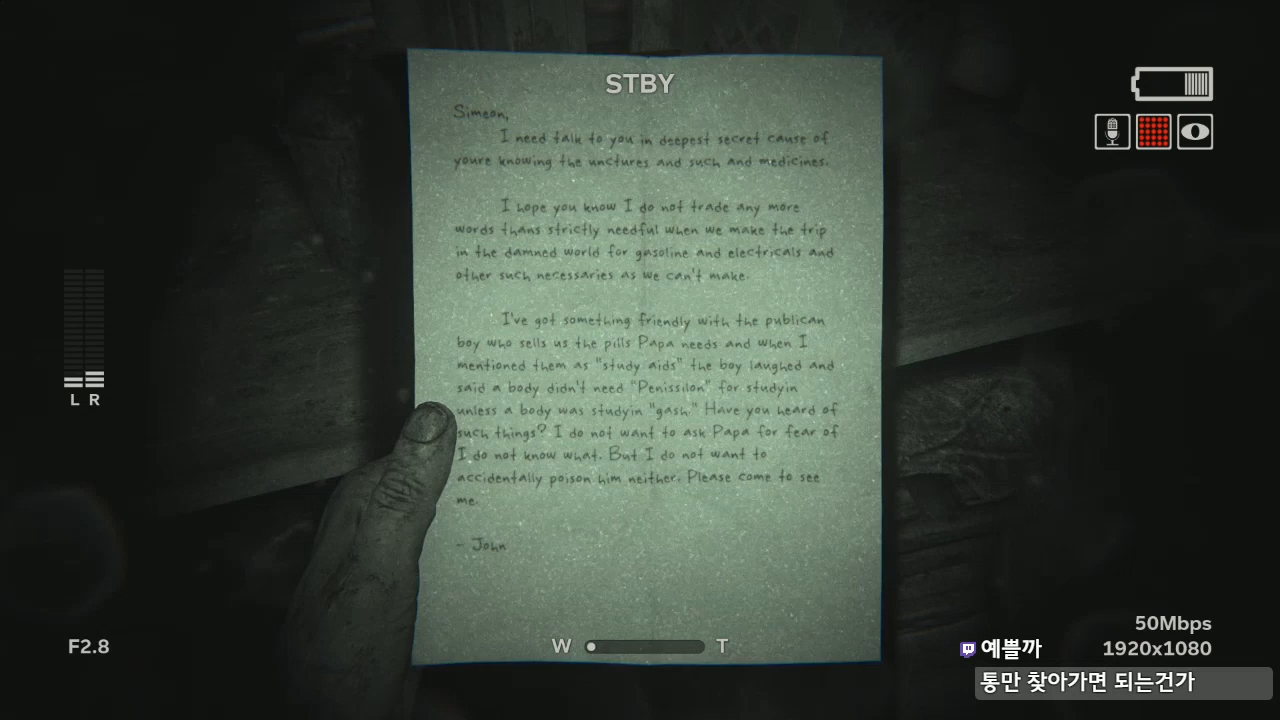 STBY
Simeon,
I need talk to you in deepest secret cause of
youre knowing the unctures and such and medicines.
I hope you know I do not trade any more
words thans strictly needful when we make the trip
in the damned world for gasoline and electricals and
other such necessaries as we can't make.
I've got something friendly with the publican
boy who sells us the pills Papa needs and when I
mentioned them as "study aids" the boy laughed and
said a body didn't need "Penissilon" for studyin
unless a body was studyin "gash." Have you heard of
such things? I do not want to ask Papa for fear of
I do not know what. But I do not want to
accidentally poison him neither. Please come to see
me.
- John
L R
F2.8
W T
50Mbps
1920x1080
예쁠까
통만 찾아가면 되는건가